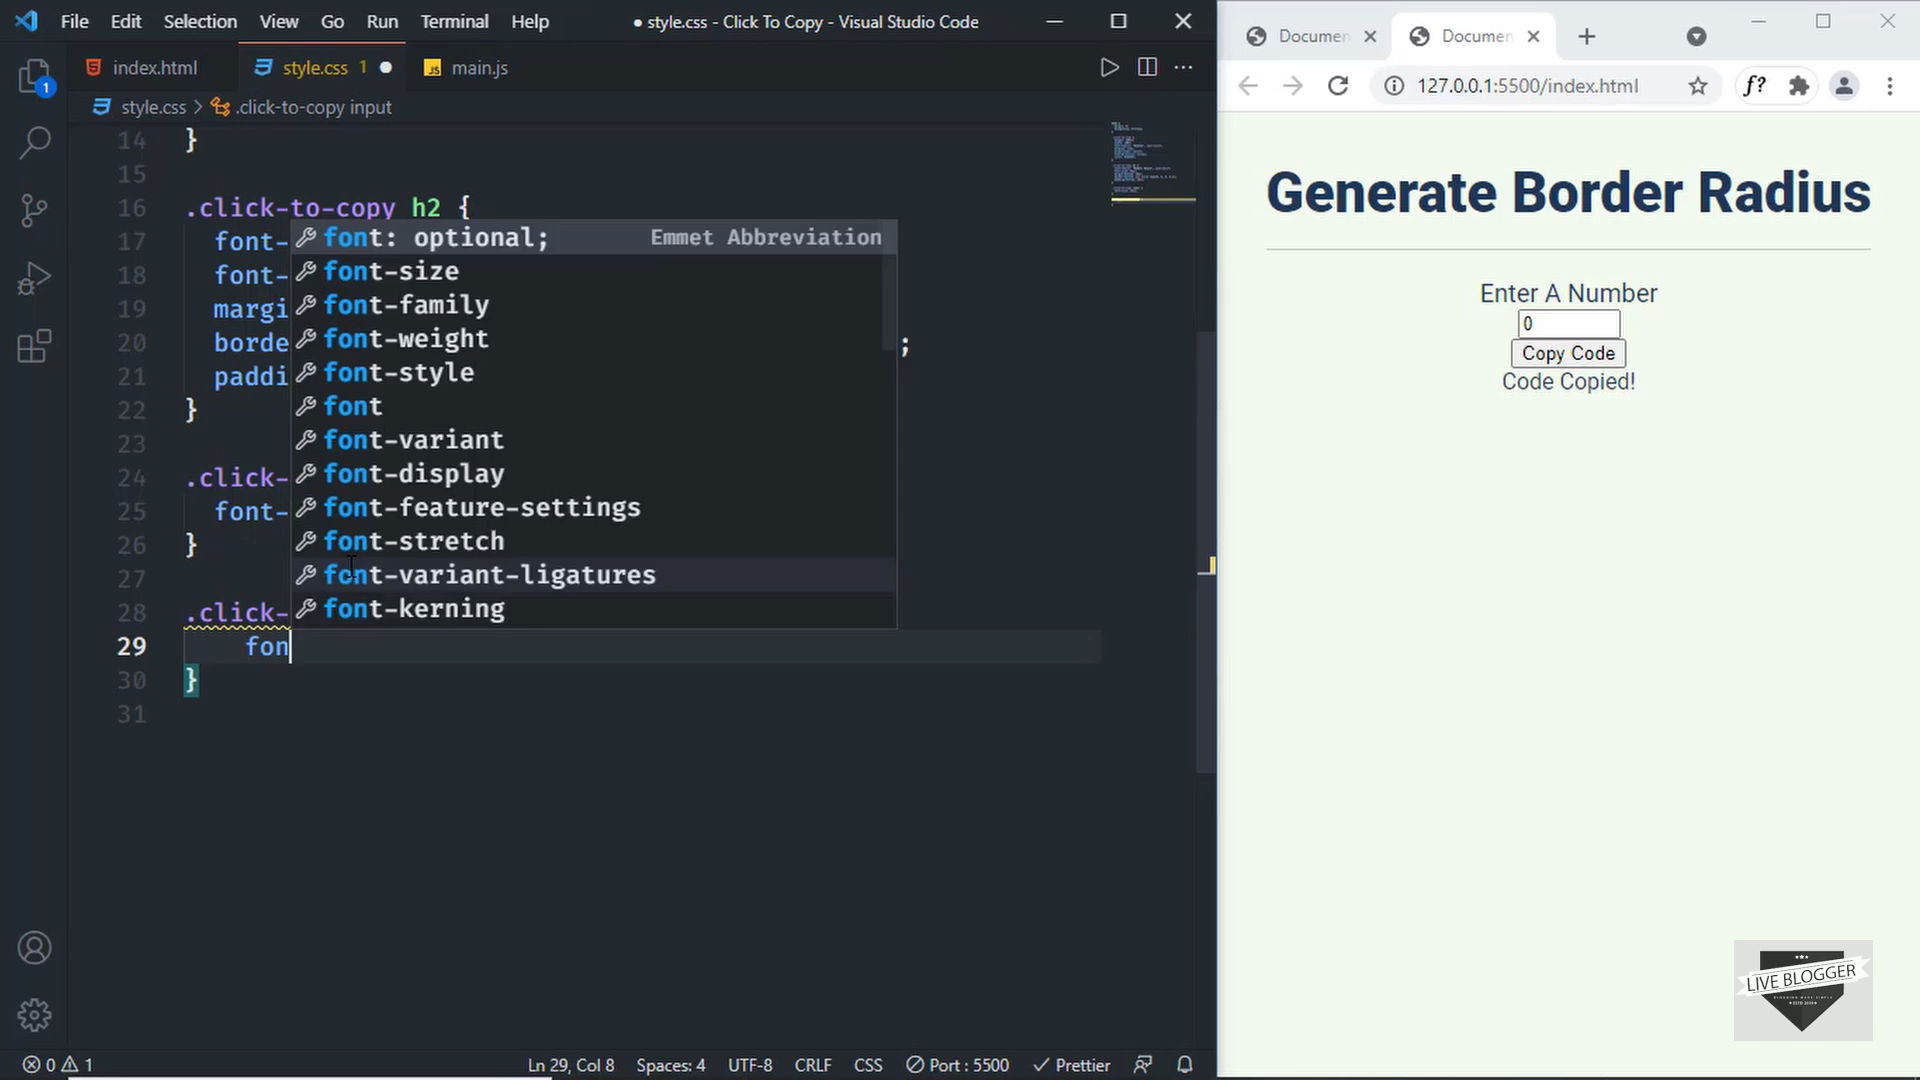 File Edit Selection View Go Run Terminal Help
● style.css - Click To Copy - Visual Studio Code
index.html
style.css 1
JS main.js
style.css > .click-to-copy input
14 }
15
16 .click-to-copy h2 {
17 font-
18 font-
19 margi
20 borde ;
21 paddi
22 }
23
24 .click-
25 font-
26 }
27
28 .click-
29 fon
30 }
31
font: optional; Emmet Abbreviation
font-size
font-family
font-weight
font-style
font
font-variant
font-display
font-feature-settings
font-stretch
font-variant-ligatures
font-kerning
1
0 1
Ln 29, Col 8 Spaces: 4 UTF-8 CRLF CSS Port : 5500 Prettier
Documen
Documen
127.0.0.1:5500/index.html
f?
Generate Border Radius
Enter A Number
0
Copy Code
Code Copied!
LIVE BLOGGER